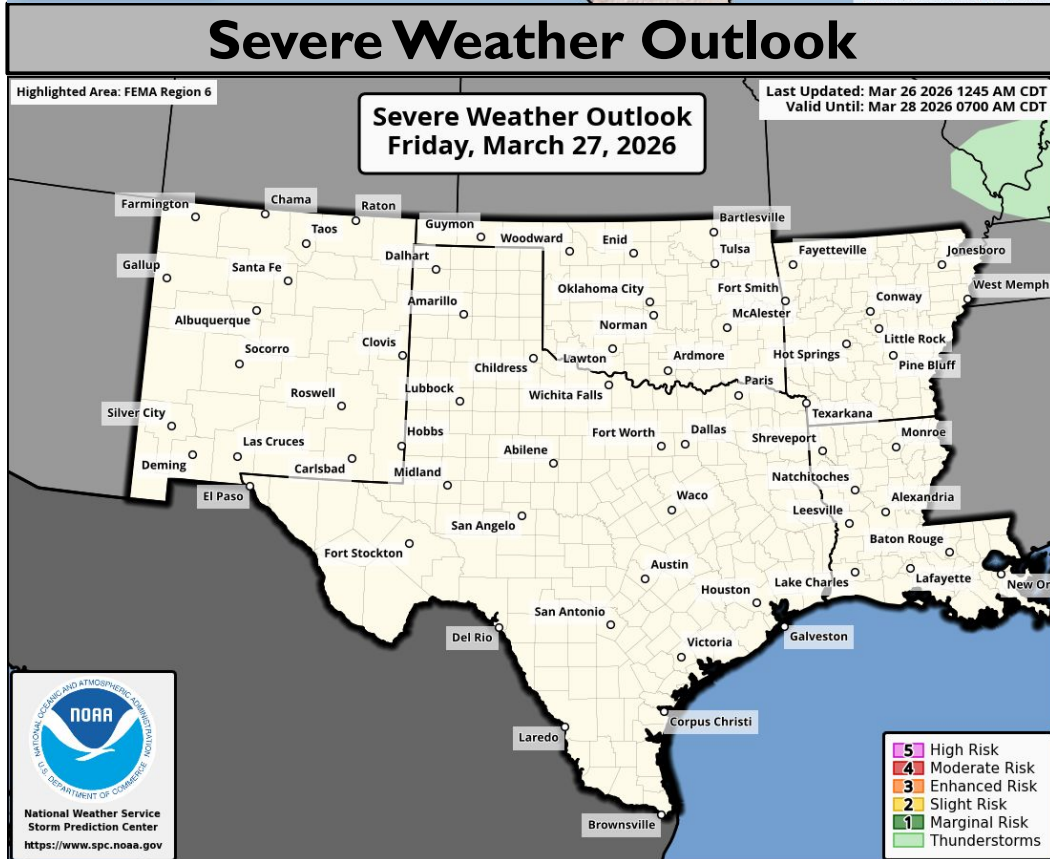 Severe Weather Outlook
Highlighted Area: FEMA Region 6
Severe Weather Outlook
Friday, March 27, 2026
Last Updated: Mar 26 2026 1245 AM CDT
Valid Until: Mar 28 2026 0700 AM CDT
Farmington
Chama
Raton
Taos
Guymon
Woodward
Enid
Bartlesville
Tulsa
Fayetteville
Jonesboro
Gallup
Santa Fe
Dalhart
Oklahoma City
Fort Smith
West Memph
Albuquerque
Amarillo
Norman
McAlester
Conway
Little Rock
Socorro
Clovis
Childress
Lawton
Ardmore
Hot Springs
Pine Bluff
Roswell
Lubbock
Wichita Falls
Paris
Texarkana
Silver City
Las Cruces
Hobbs
Abilene
Fort Worth
Dallas
Shreveport
Monroe
Deming
Carlsbad
Midland
Natchitoches
El Paso
San Angelo
Waco
Leesville
Alexandria
Fort Stockton
Baton Rouge
Austin
Houston
Lake Charles
Lafayette
New Or
Del Rio
San Antonio
Victoria
Galveston
Laredo
Corpus Christi
Brownsville
NATIONAL OCEANIC AND ATMOSPHERIC ADMINISTRATION
NOAA
U.S. DEPARTMENT OF COMMERCE
National Weather Service
Storm Prediction Center
https://www.spc.noaa.gov
5 High Risk
4 Moderate Risk
3 Enhanced Risk
2 Slight Risk
1 Marginal Risk
Thunderstorms